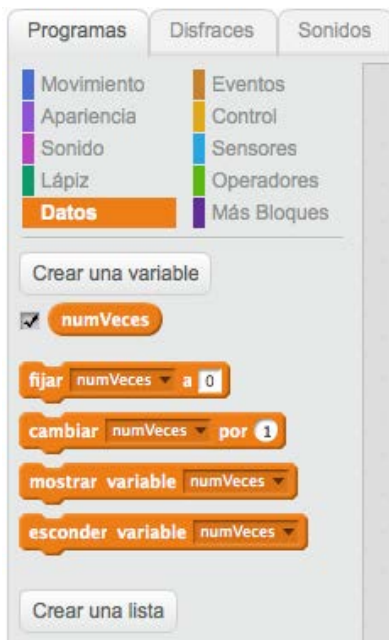 Programas Disfraces Sonidos
Movimiento Eventos
Apariencia Control
Sonido Sensores
Lápiz Operadores
Datos Más Bloques
Crear una variable
numVeces
fijar numVeces a 0
cambiar numVeces por 1
mostrar variable numVeces
esconder variable numVeces
Crear una lista